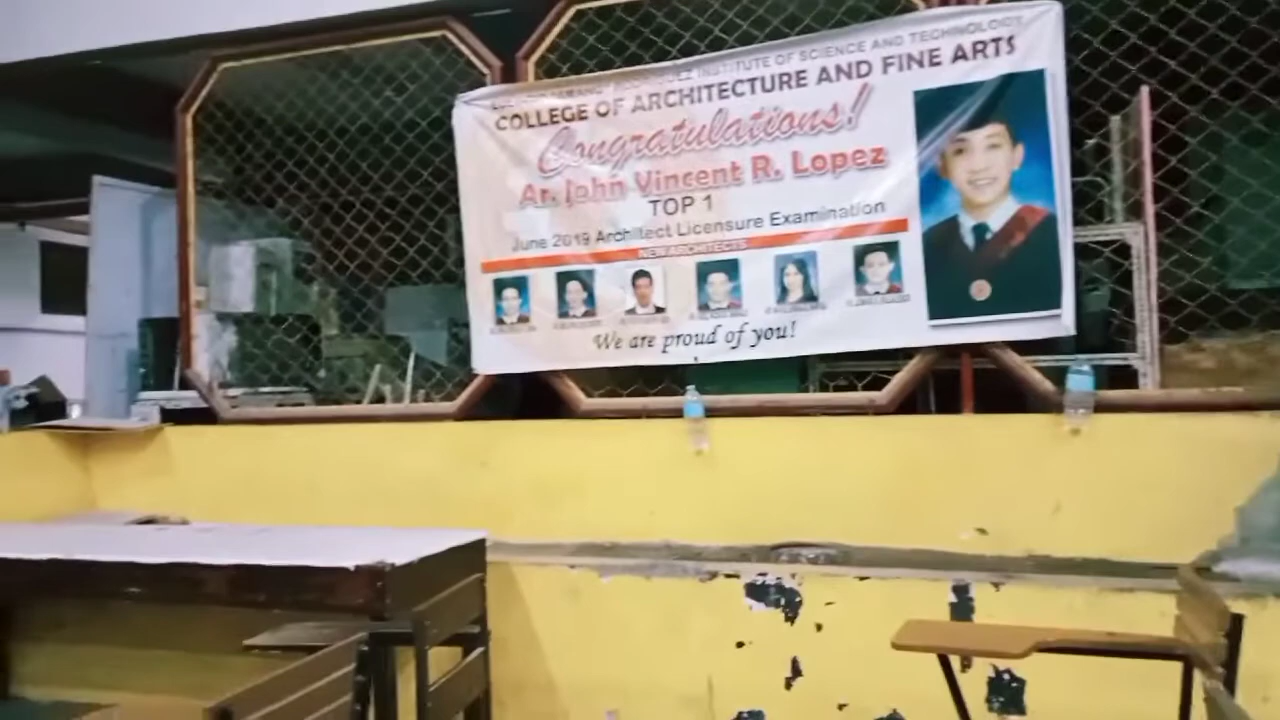 INSTITUTE OF SCIENCE AND TECHNOLOGY
COLLEGE OF ARCHITECTURE AND FINE ARTS
Congratulations!
Ar. John Vincent R. Lopez
TOP 1
June 2019 Architect Licensure Examination
NEW ARCHITECTS
We are proud of you!